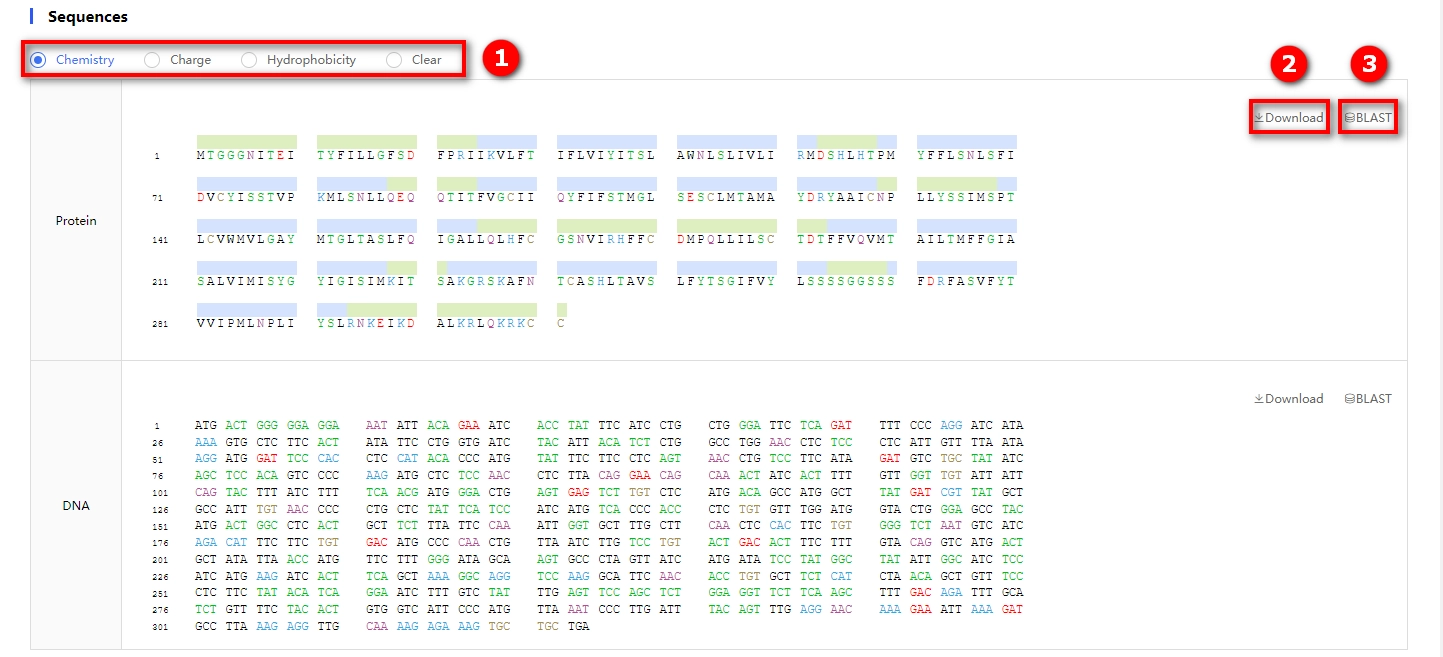 Sequences
Chemistry Charge Hydrophobicity Clear 1
2 3
Download BLAST
Protein
1 MTGGGNITEI TYFILLGFSD FPRIIKVLFT IFLVIYITSL AWNLSLIVLI RMDSHLHTPM YFFLSNLSFI
71 DVCYISSTVP KMLSNLLQEQ QTITFVGCII QYFIFSTMGL SESCLMTAMA YDRYAAICNP LLYSSIMSPT
141 LCVWMVLGAY MTGLTASLFQ IGALLQLHFC GSNVIRHFFC DMPQLLILSC TDTFFVQVMT AILTMFFGIA
211 SALVIMISYG YIGISIMKIT SAKGRSKAFN TCASHLTAVS LFYTSGIFVY LSSSSGGSSS FDRFASVFYT
281 VVIPMLNPLI YSLRNKEIKD ALKRLQKRKC C
Download BLAST
DNA
1 ATG ACT GGG GGA GGA AAT ATT ACA GAA ATC ACC TAT TTC ATC CTG CTG GGA TTC TCA GAT TTT CCC AGG ATC ATA
26 AAA GTG CTC TTC ACT ATA TTC CTG GTG ATC TAC ATT ACA TCT CTG GCC TGG AAC CTC TCC CTC ATT GTT TTA ATA
51 AGG ATG GAT TCC CAC CTC CAT ACA CCC ATG TAT TTC TTC CTC AGT AAC CTG TCC TTC ATA GAT GTC TGC TAT ATC
76 AGC TCC ACA GTC CCC AAG ATG CTC TCC AAC CTC TTA CAG GAA CAG CAA ACT ATC ACT TTT GTT GGT TGT ATT ATT
101 CAG TAC TTT ATC TTT TCA ACG ATG GGA CTG AGT GAG TCT TGT CTC ATG ACA GCC ATG GCT TAT GAT CGT TAT GCT
126 GCC ATT TGT AAC CCC CTG CTC TAT TCA TCC ATC ATG TCA CCC ACC CTC TGT GTT TGG ATG GTA CTG GGA GCC TAC
151 ATG ACT GGC CTC ACT GCT TCT TTA TTC CAA ATT GGT GCT TTG CTT CAA CTC CAC TTC TGT GGG TCT AAT GTC ATC
176 AGA CAT TTC TTC TGT GAC ATG CCC CAA CTG TTA ATC TTG TCC TGT ACT GAC ACT TTC TTT GTA CAG GTC ATG ACT
201 GCT ATA TTA ACC ATG TTC TTT GGG ATA GCA AGT GCC CTA GTT ATC ATG ATA TCC TAT GGC TAT ATT GGC ATC TCC
226 ATC ATG AAG ATC ACT TCA GCT AAA GGC AGG TCC AAG GCA TTC AAC ACC TGT GCT TCT CAT CTA ACA GCT GTT TCC
251 CTC TTC TAT ACA TCA GGA ATC TTT GTC TAT TTG AGT TCC AGC TCT GGA GGT TCT TCA AGC TTT GAC AGA TTT GCA
276 TCT GTT TTC TAC ACT GTG GTC ATT CCC ATG TTA AAT CCC TTG ATT TAC AGT TTG AGG AAC AAA GAA ATT AAA GAT
301 GCC TTA AAG AGG TTG CAA AAG AGA AAG TGC TGC TGA